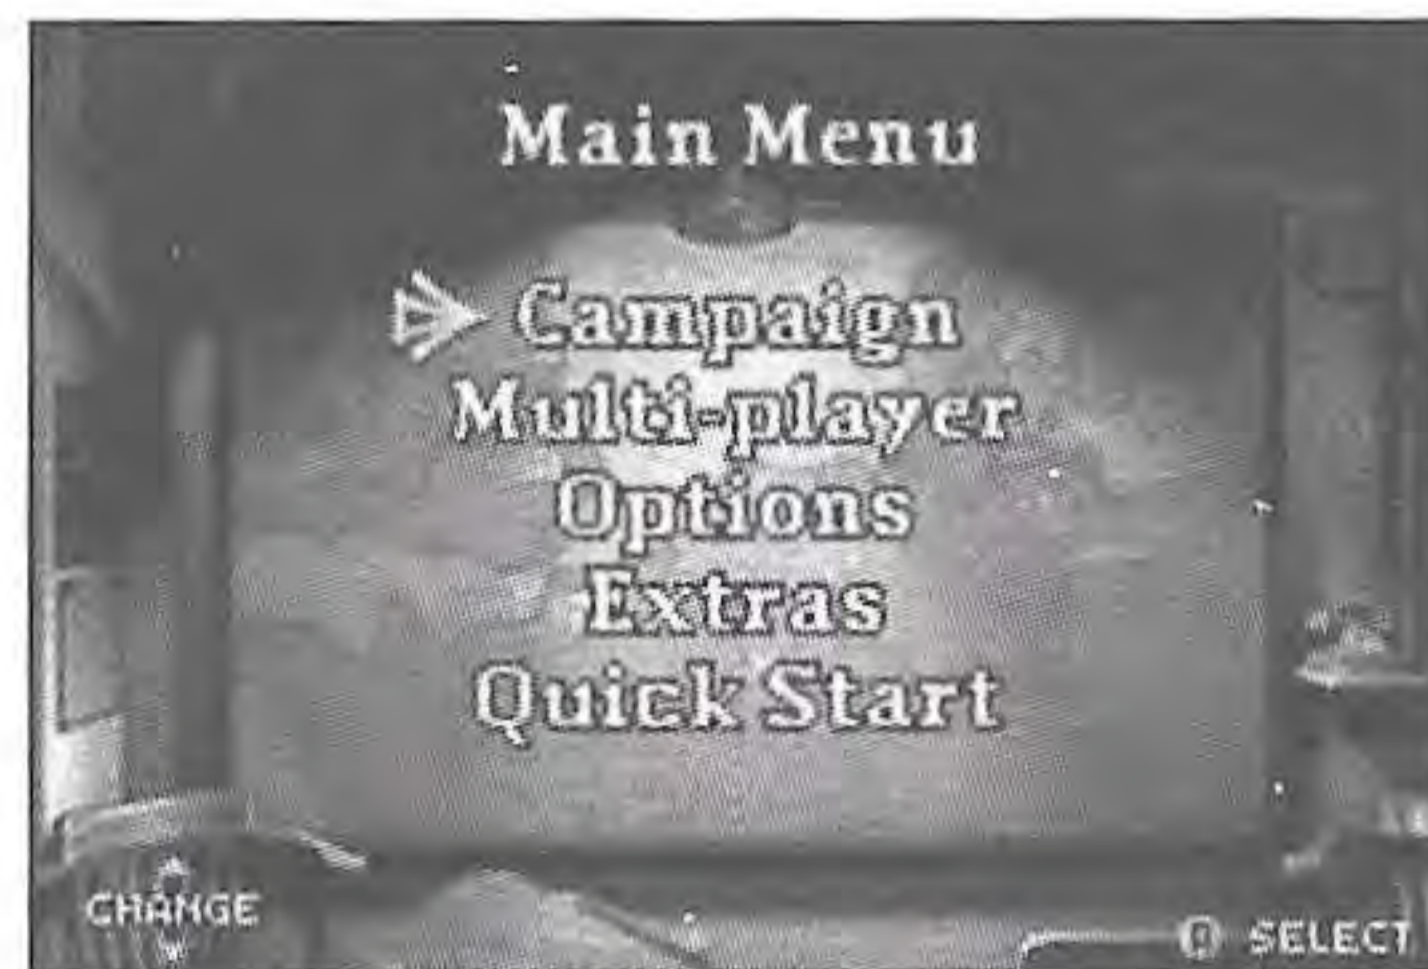 Main Menu
Campaign
Multi-player
Options
Extras
Quick Start
CHANGE
SELECT